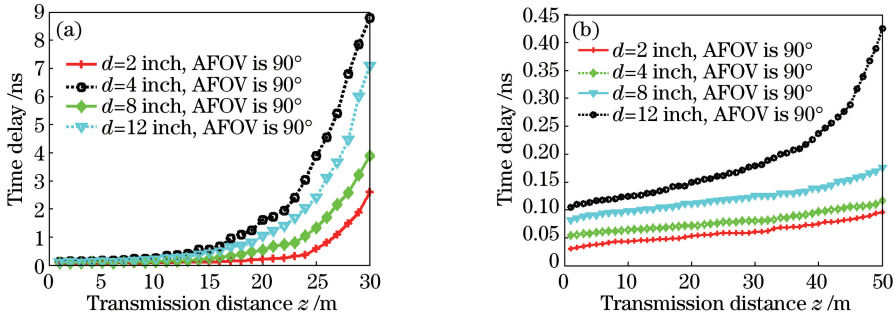 (a)
d=2 inch, AFOV is 90°
d=4 inch, AFOV is 90°
d=8 inch, AFOV is 90°
d=12 inch, AFOV is 90°
Time delay /ns
9
8
7
6
5
4
3
2
1
0
0 5 10 15 20 25 30
Transmission distance z /m
(b)
d=2 inch, AFOV is 90°
d=4 inch, AFOV is 90°
d=8 inch, AFOV is 90°
d=12 inch, AFOV is 90°
Time delay /ns
0.45
0.40
0.35
0.30
0.25
0.20
0.15
0.10
0.05
0
0 10 20 30 40 50
Transmission distance z /m